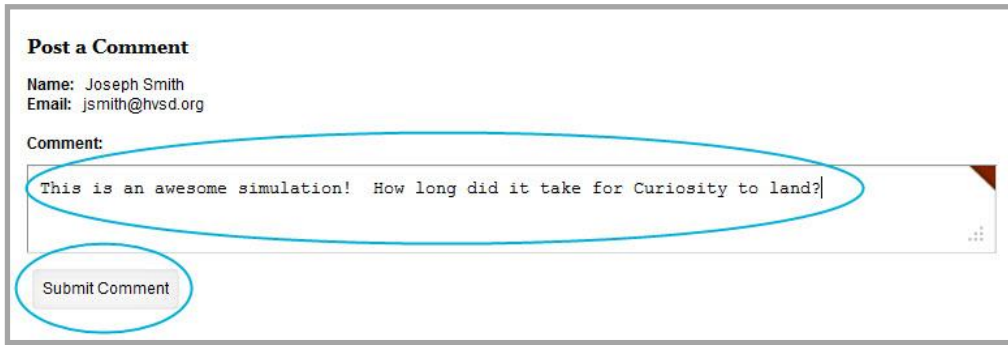 Post a Comment
Name: Joseph Smith
Email: jsmith@hvsd.org
Comment:
This is an awesome simulation!  How long did it take for Curiosity to land?
Submit Comment